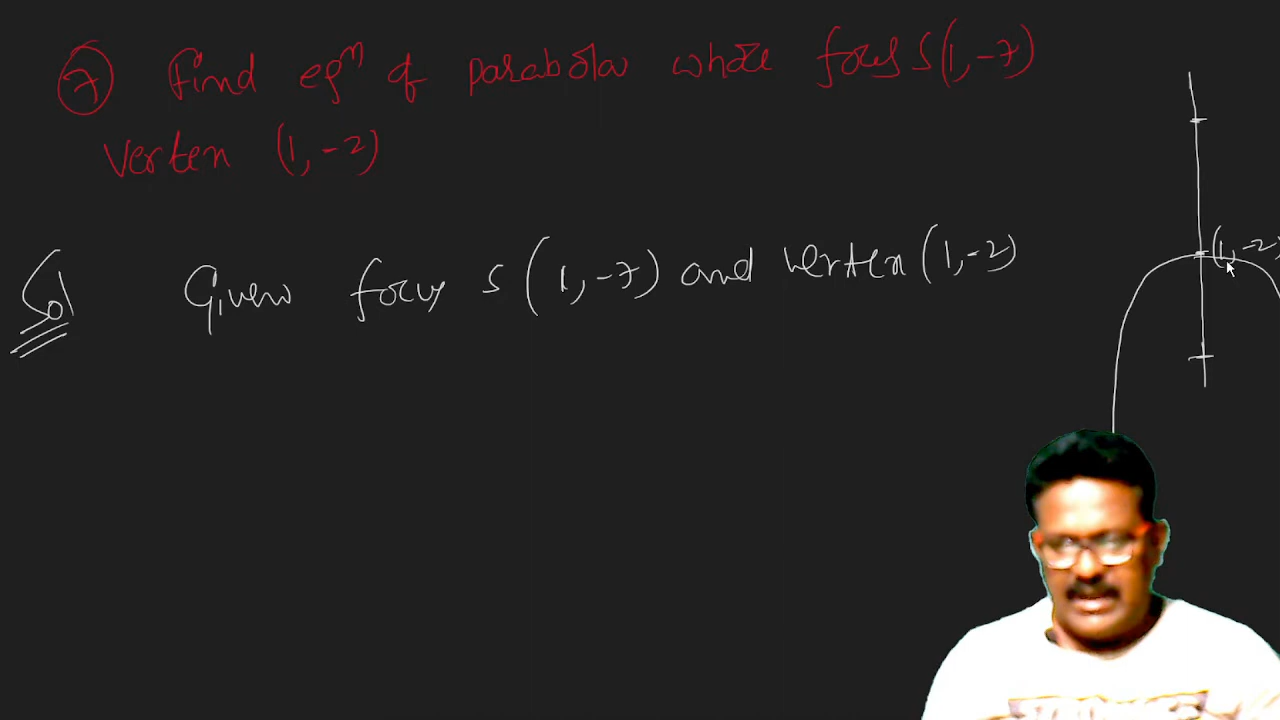 7 Find eqn of parabola whose focus S(1,-7)
Vertex (1,-2)
Sol Given focus S (1,-7) and vertex (1,-2)
(1,-2)